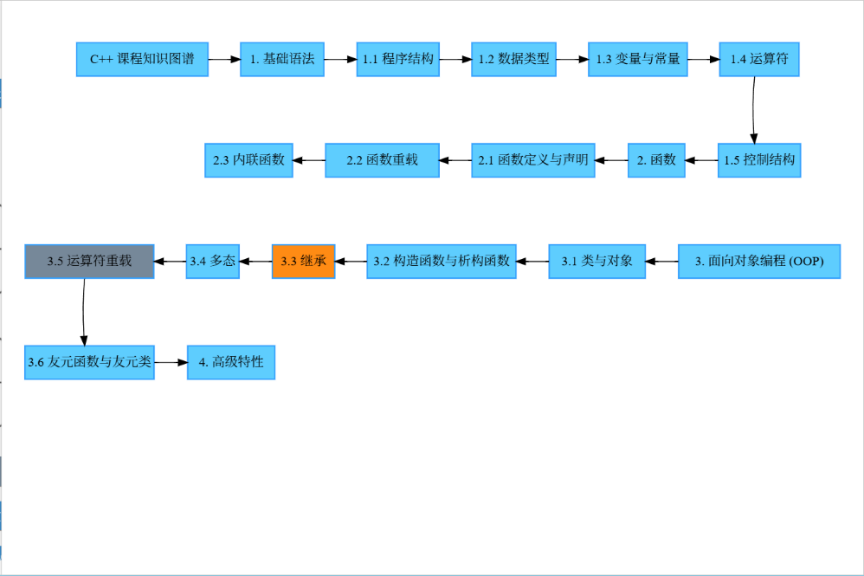 C++ 课程知识图谱
1. 基础语法
1.1 程序结构
1.2 数据类型
1.3 变量与常量
1.4 运算符
2.3 内联函数
2.2 函数重载
2.1 函数定义与声明
2. 函数
1.5 控制结构
3.5 运算符重载
3.4 多态
3.3 继承
3.2 构造函数与析构函数
3.1 类与对象
3. 面向对象编程 (OOP)
3.6 友元函数与友元类
4. 高级特性